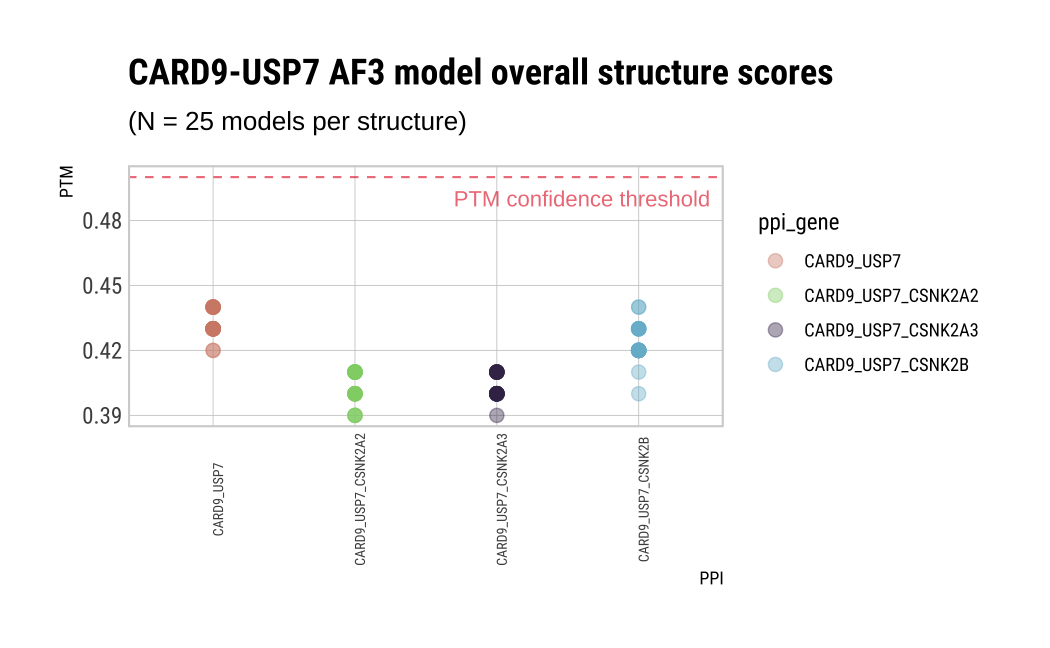 CARD9-USP7 AF3 model overall structure scores
(N = 25 models per structure)
PTM
PTM confidence threshold
0.48
0.45
0.42
0.39
CARD9_USP7
CARD9_USP7_CSNK2A2
CARD9_USP7_CSNK2A3
CARD9_USP7_CSNK2B
PPI
ppi_gene
CARD9_USP7
CARD9_USP7_CSNK2A2
CARD9_USP7_CSNK2A3
CARD9_USP7_CSNK2B